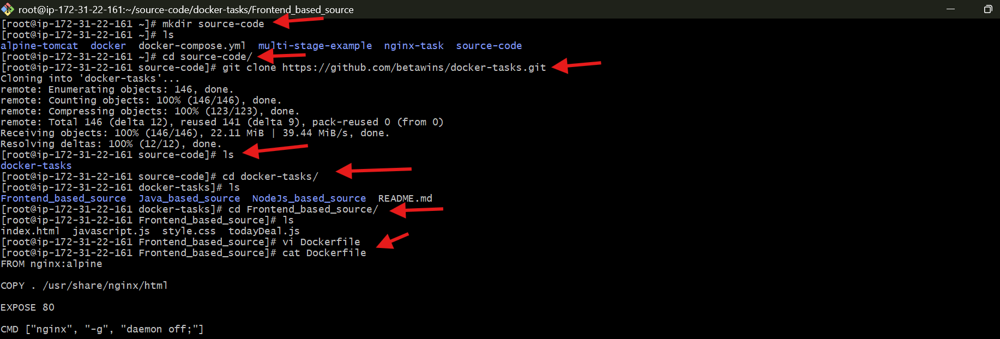 root@ip-172-31-22-161:~/source-code/docker-tasks/Frontend_based_source
[root@ip-172-31-22-161 ~]# mkdir source-code
[root@ip-172-31-22-161 ~]# ls
alpine-tomcat  docker  docker-compose.yml  multi-stage-example  nginx-task  source-code
[root@ip-172-31-22-161 ~]# cd source-code/
[root@ip-172-31-22-161 source-code]# git clone https://github.com/betawins/docker-tasks.git
Cloning into 'docker-tasks'...
remote: Enumerating objects: 146, done.
remote: Counting objects: 100% (146/146), done.
remote: Compressing objects: 100% (123/123), done.
remote: Total 146 (delta 12), reused 141 (delta 9), pack-reused 0 (from 0)
Receiving objects: 100% (146/146), 22.11 MiB | 39.44 MiB/s, done.
Resolving deltas: 100% (12/12), done.
[root@ip-172-31-22-161 source-code]# ls
docker-tasks
[root@ip-172-31-22-161 source-code]# cd docker-tasks/
[root@ip-172-31-22-161 docker-tasks]# ls
Frontend_based_source  Java_based_source  NodeJs_based_source  README.md
[root@ip-172-31-22-161 docker-tasks]# cd Frontend_based_source/
[root@ip-172-31-22-161 Frontend_based_source]# ls
index.html  javascript.js  style.css  todayDeal.js
[root@ip-172-31-22-161 Frontend_based_source]# vi Dockerfile
[root@ip-172-31-22-161 Frontend_based_source]# cat Dockerfile
FROM nginx:alpine
COPY . /usr/share/nginx/html
EXPOSE 80
CMD ["nginx", "-g", "daemon off;"]